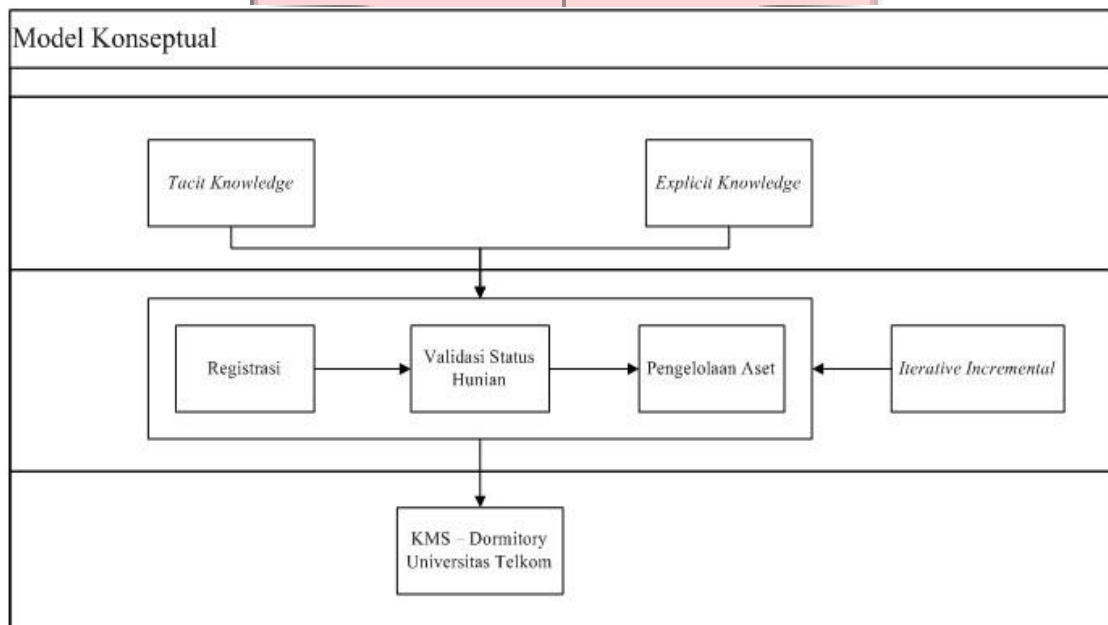 Model Konseptual
Tacit Knowledge
Explicit Knowledge
Registrasi
Validasi Status
Hunian
Pengelolaan Aset
Iterative Incremental
KMS – Dormitory
Universitas Telkom